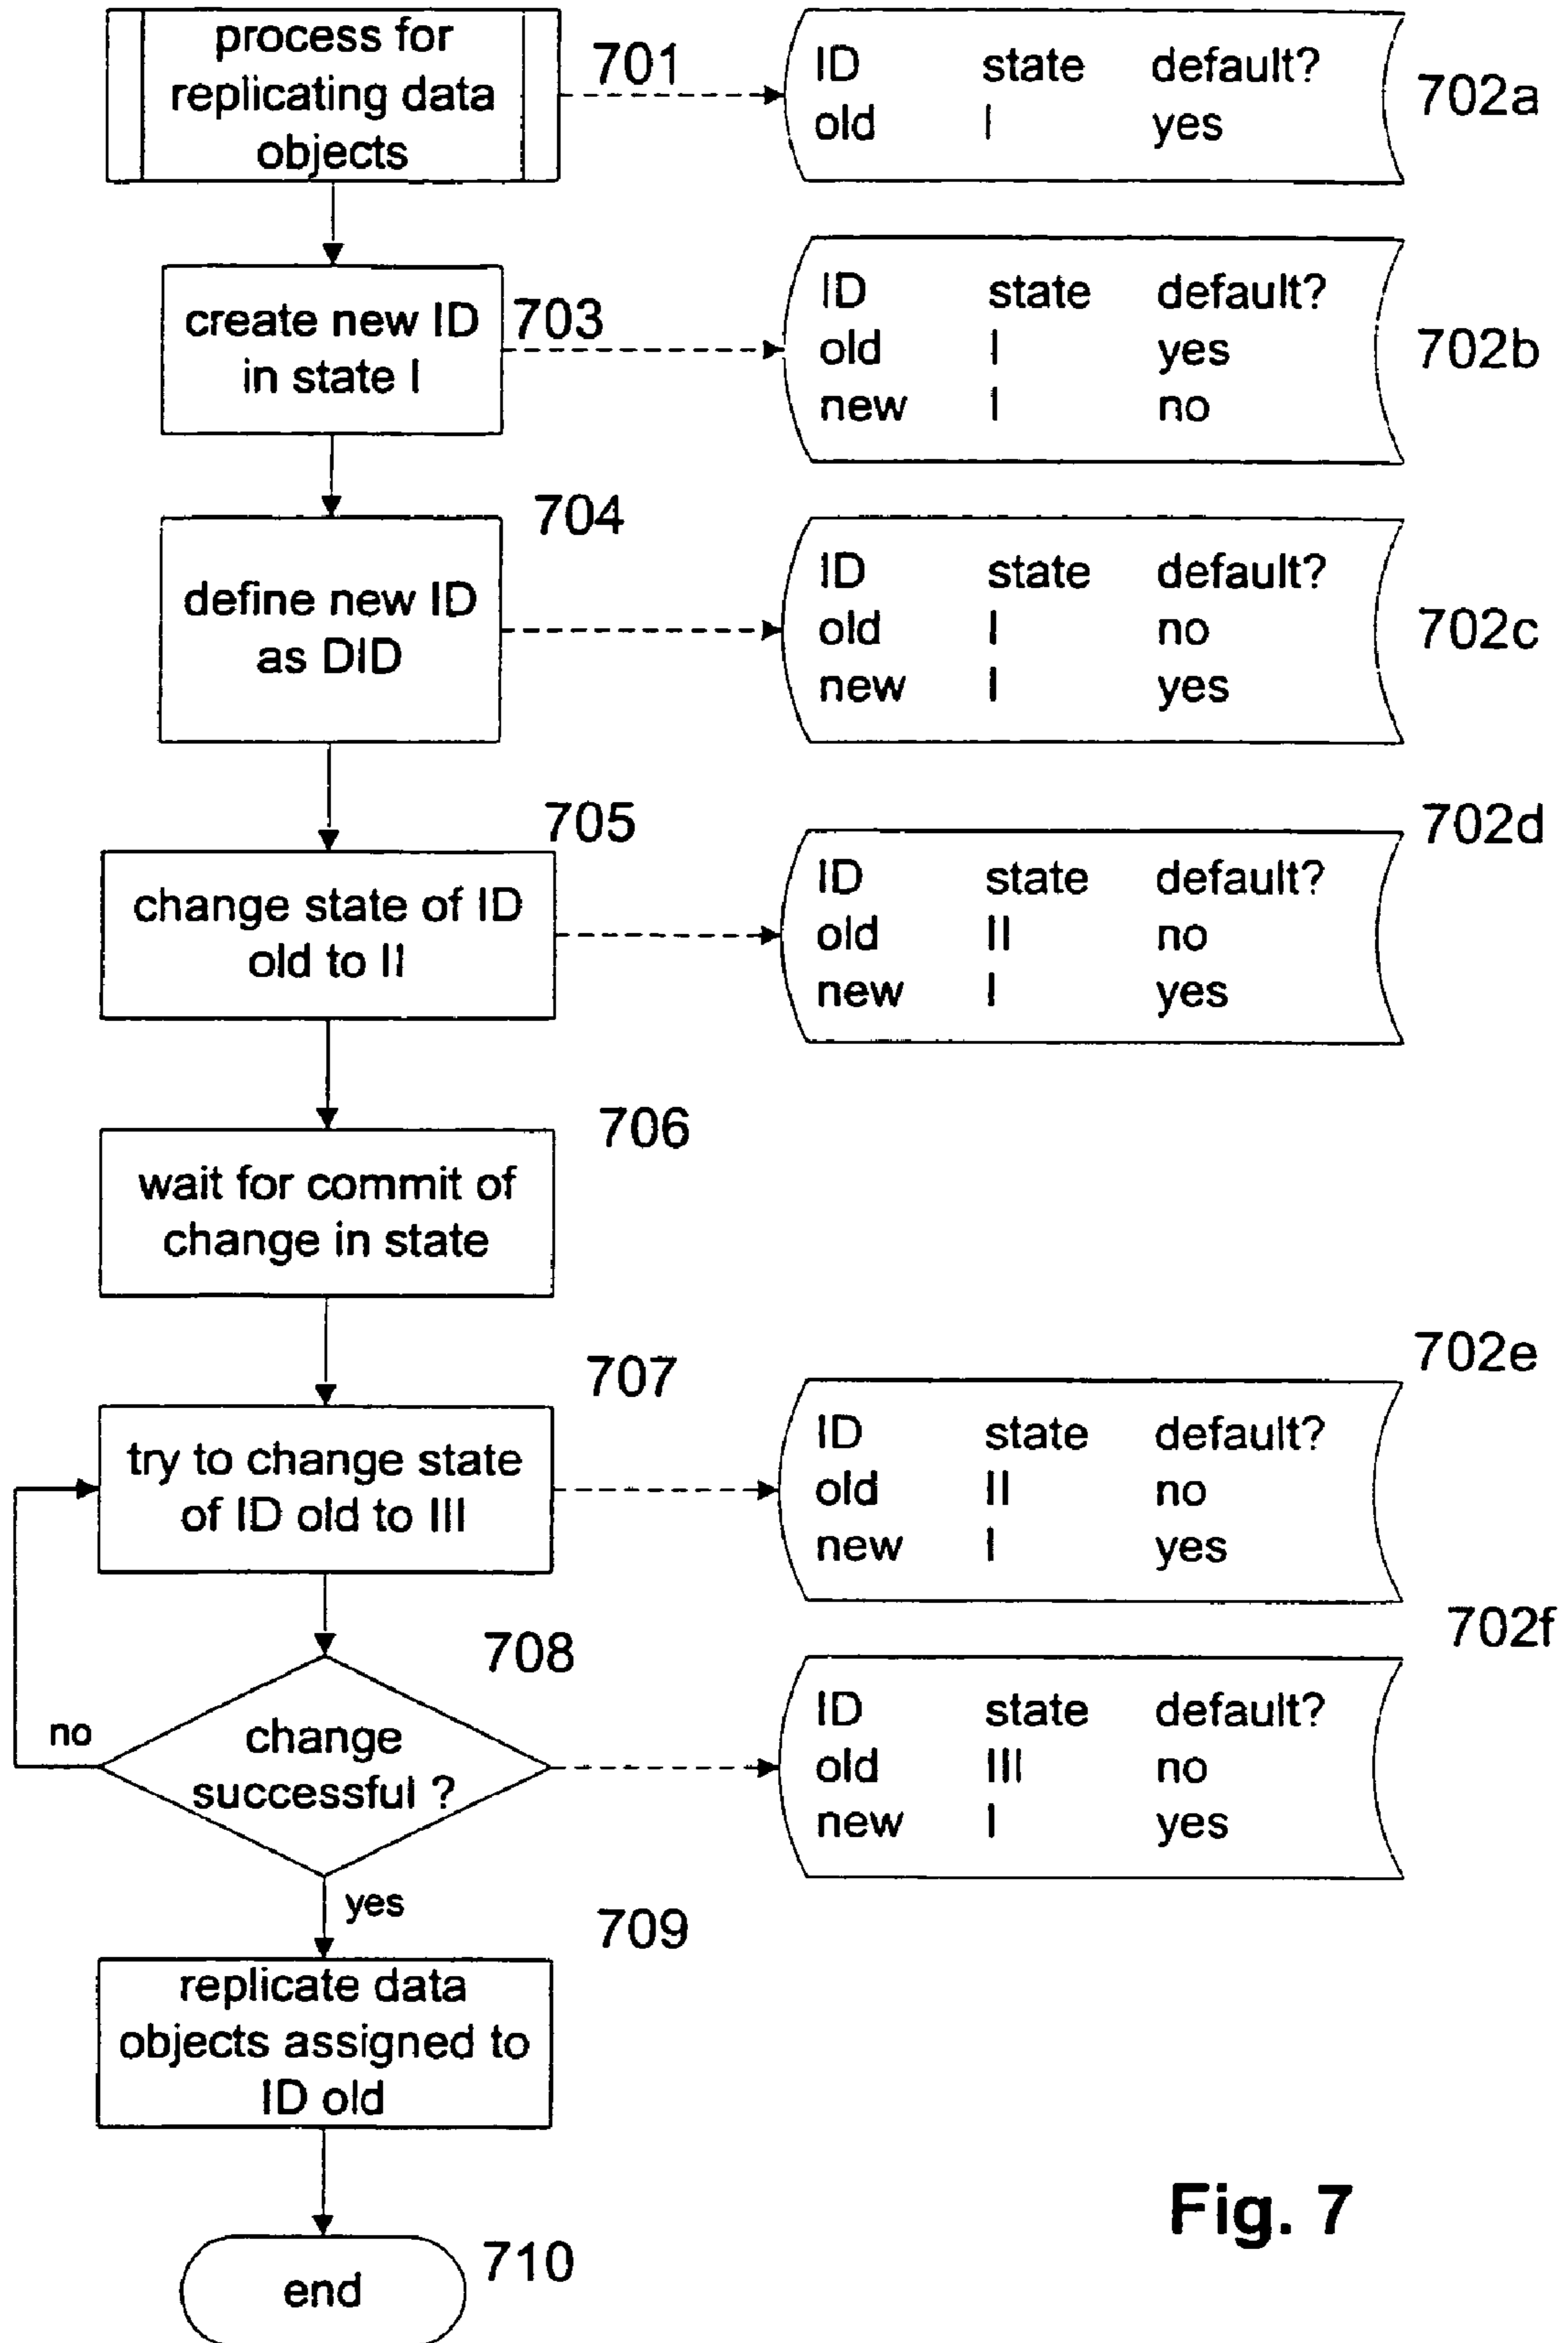 process for
replicating data
objects
701
ID state default?
old I yes
702a
create new ID
in state I
703
ID state default?
old I yes
new I no
702b
704
define new ID
as DID
ID state default?
old I no
new I yes
702c
705
change state of ID
old to II
702d
ID state default?
old II no
new I yes
706
wait for commit of
change in state
707
try to change state
of ID old to III
702e
ID state default?
old II no
new I yes
708
change
successful ?
no
yes
702f
ID state default?
old III no
new I yes
709
replicate data
objects assigned to
ID old
710
end
Fig. 7